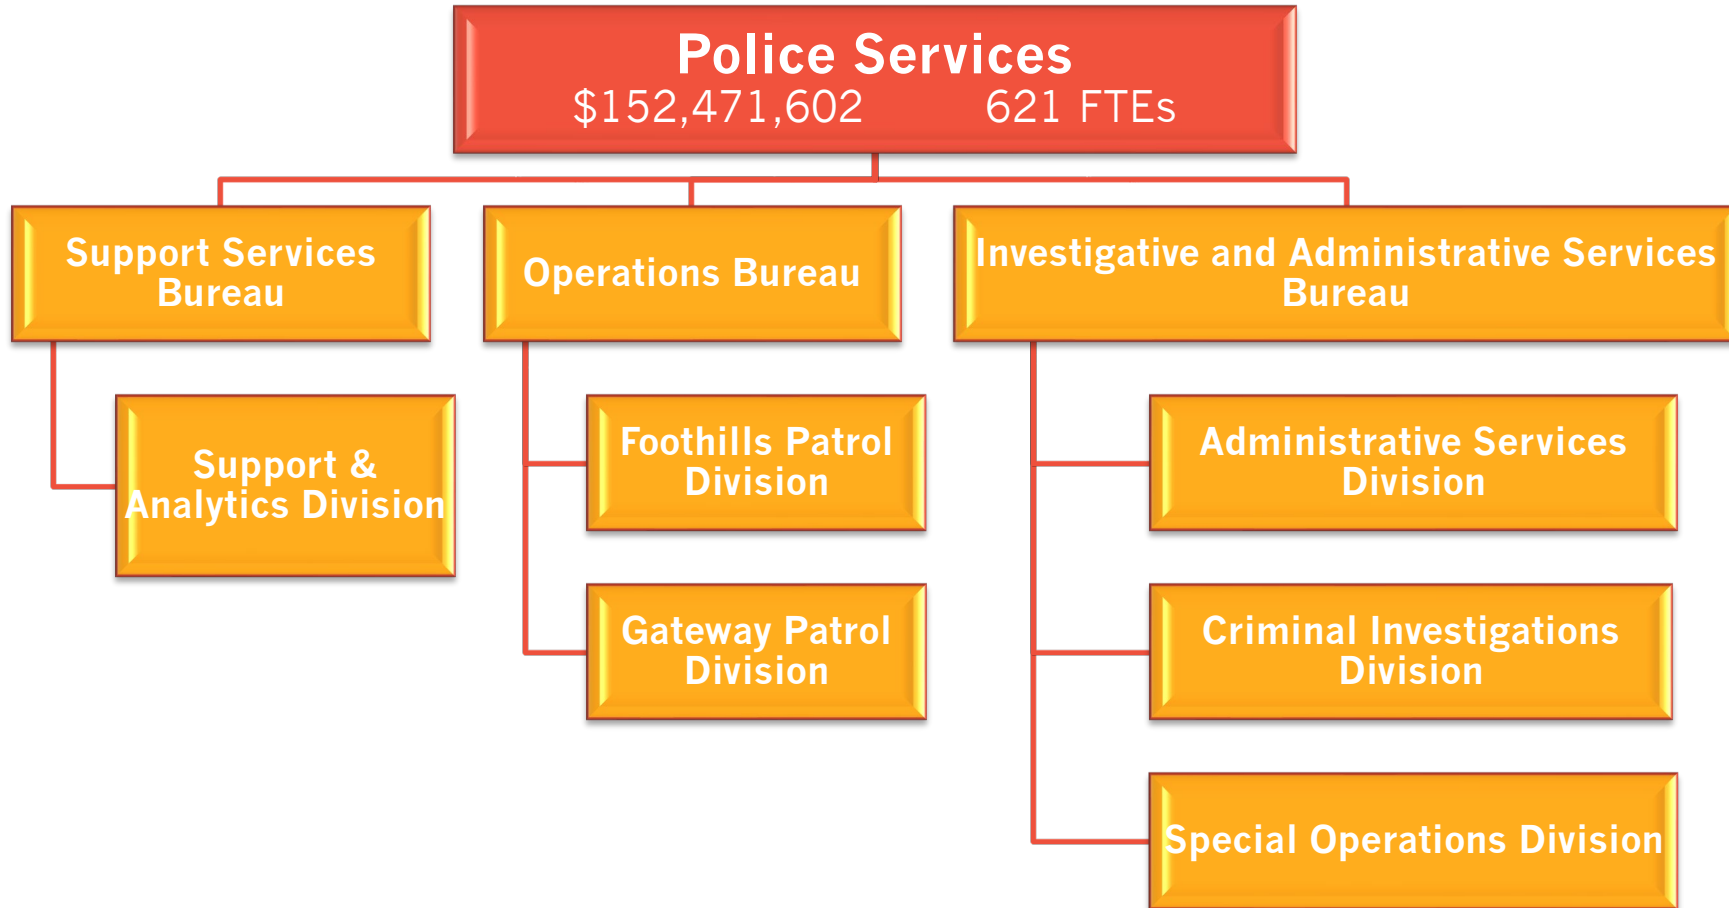 Police Services
$152,471,602 621 FTEs
Support Services
Bureau
Operations Bureau
Investigative and Administrative Services
Bureau
Support &
Analytics Division
Foothills Patrol
Division
Administrative Services
Division
Gateway Patrol
Division
Criminal Investigations
Division
Special Operations Division